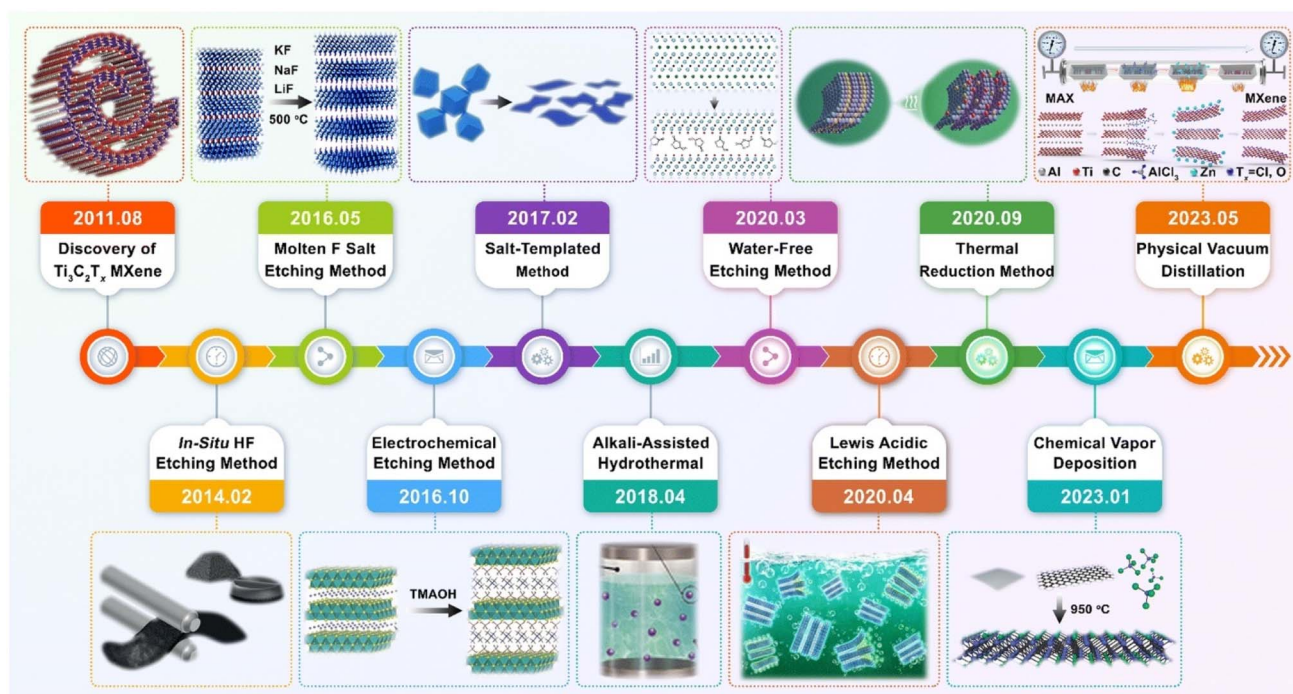 KF
NaF
LiF
500 °C
MAX
MXene
Al
Ti
C
AlCl₃
Zn
Tₓ=Cl, O
2011.08
Discovery of
Ti₃C₂Tₓ MXene
2016.05
Molten F Salt
Etching Method
2017.02
Salt-Templated
Method
2020.03
Water-Free
Etching Method
2020.09
Thermal
Reduction Method
2023.05
Physical Vacuum
Distillation
In-Situ HF
Etching Method
2014.02
Electrochemical
Etching Method
2016.10
Alkali-Assisted
Hydrothermal
2018.04
Lewis Acidic
Etching Method
2020.04
Chemical Vapor
Deposition
2023.01
TMAOH
950 °C